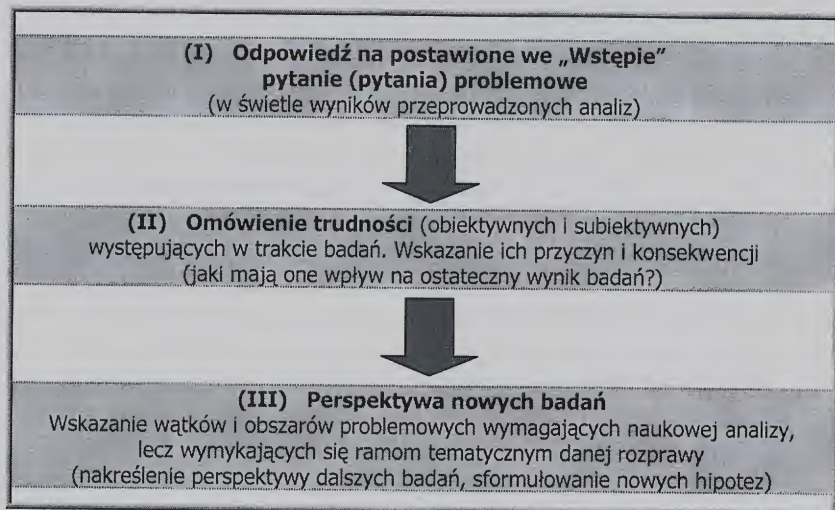 (I) Odpowiedź na postawione we „Wstępie”
pytanie (pytania) problemowe
(w świetle wyników przeprowadzonych analiz)
(II) Omówienie trudności (obiektywnych i subiektywnych)
występujących w trakcie badań. Wskazanie ich przyczyn i konsekwencji
(jaki mają one wpływ na ostateczny wynik badań?)
(III) Perspektywa nowych badań
Wskazanie wątków i obszarów problemowych wymagających naukowej analizy,
lecz wymykających się ramom tematycznym danej rozprawy
(nakreślenie perspektywy dalszych badań, sformułowanie nowych hipotez)